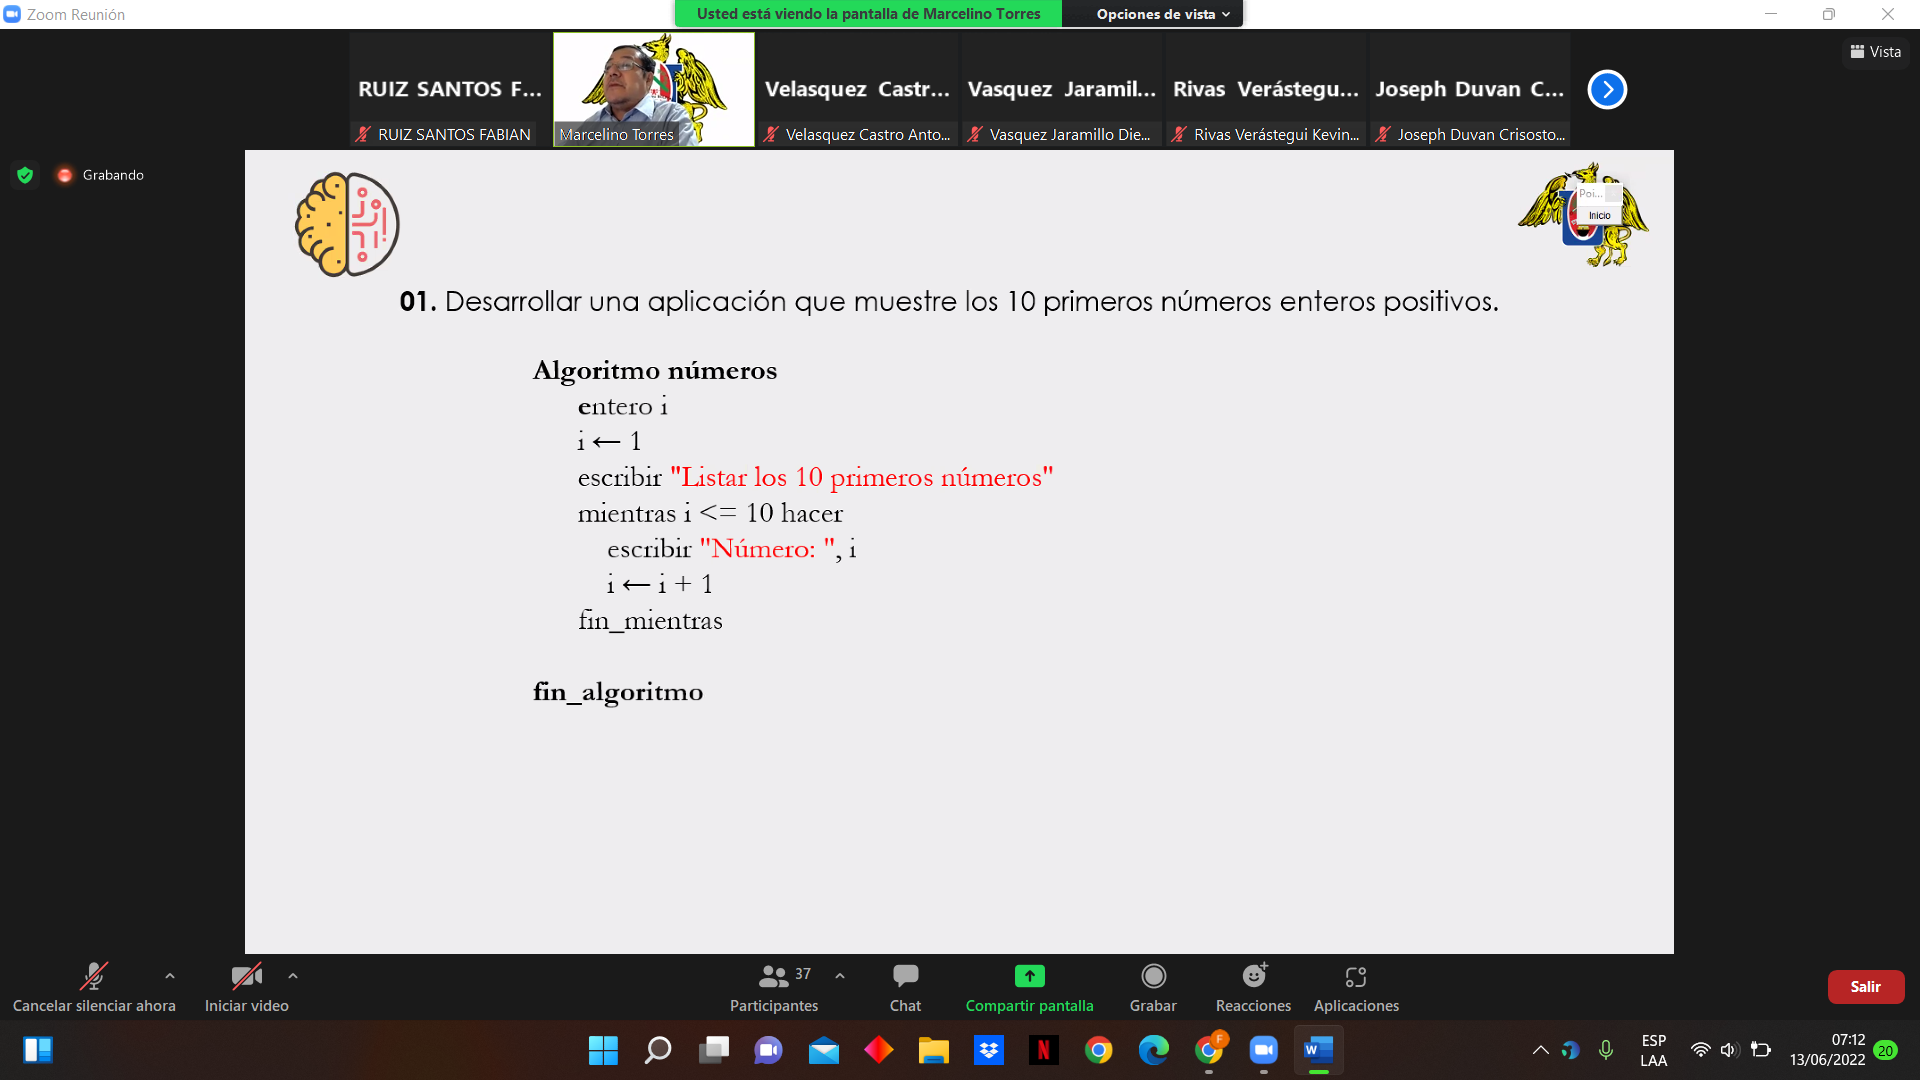 Zoom Reunión
Usted está viendo la pantalla de Marcelino Torres
Opciones de vista
Vista
RUIZ SANTOS F...
Velasquez Castr...
Vasquez Jaramil...
Rivas Verástegu...
Joseph Duvan C...
RUIZ SANTOS FABIAN
Marcelino Torres
Velasquez Castro Anto...
Vasquez Jaramillo Die...
Rivas Verástegui Kevin...
Joseph Duvan Crisosto...
Grabando
Poi...
Inicio
01. Desarrollar una aplicación que muestre los 10 primeros números enteros positivos.
Algoritmo números
entero i
i ← 1
escribir "Listar los 10 primeros números"
mientras i <= 10 hacer
escribir "Número: ", i
i ← i + 1
fin_mientras
fin_algoritmo
Cancelar silenciar ahora
Iniciar video
37
Participantes
Chat
Compartir pantalla
Grabar
Reacciones
Aplicaciones
Salir
N
F
W
ESP
LAA
07:12
13/06/2022
20